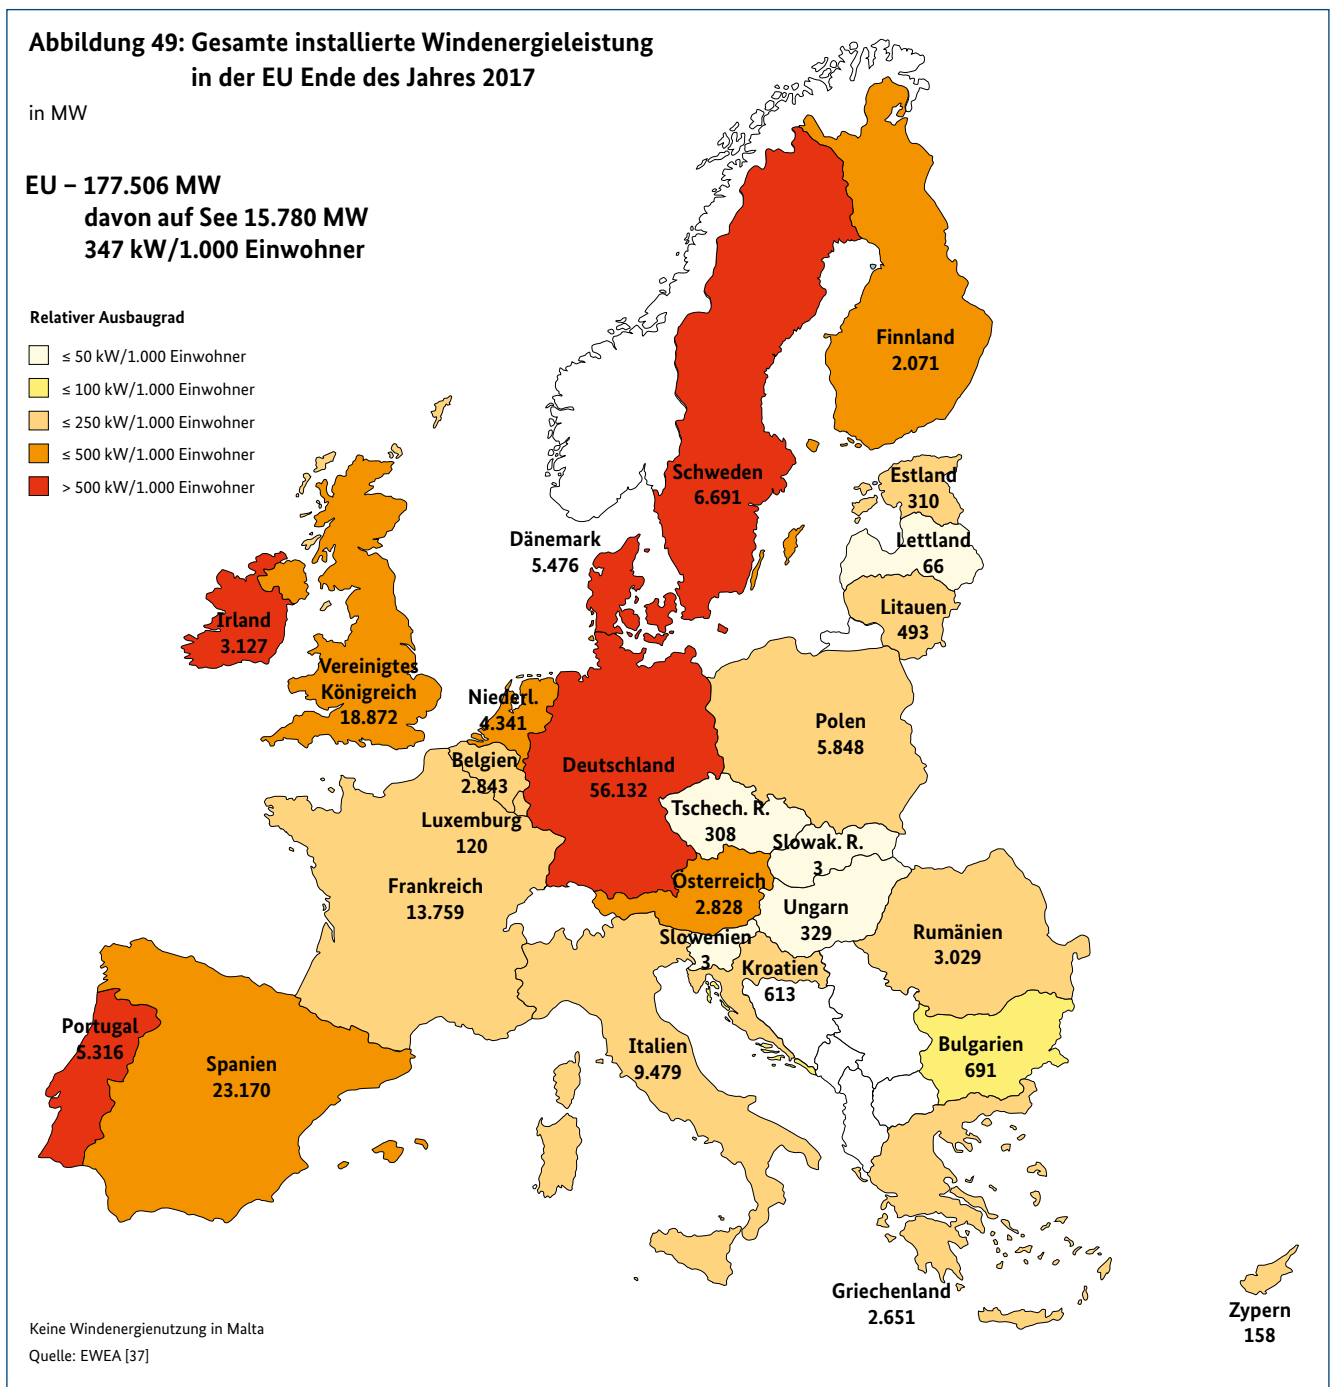 Abbildung 49: Gesamte installierte Windenergieleistung
in der EU Ende des Jahres 2017
in MW
EU – 177.506 MW
davon auf See 15.780 MW
347 kW/1.000 Einwohner
Relativer Ausbaugrad
≤ 50 kW/1.000 Einwohner
≤ 100 kW/1.000 Einwohner
≤ 250 kW/1.000 Einwohner
≤ 500 kW/1.000 Einwohner
> 500 kW/1.000 Einwohner
Finnland
2.071
Schweden
6.691
Estland
310
Lettland
66
Litauen
493
Dänemark
5.476
Irland
3.127
Vereinigtes
Königreich
18.872
Niederl.
4.341
Belgien
2.843
Luxemburg
120
Deutschland
56.132
Polen
5.848
Tschech. R.
308
Slowak. R.
3
Österreich
2.828
Ungarn
329
Frankreich
13.759
Slowenien
3
Kroatien
613
Rumänien
3.029
Bulgarien
691
Portugal
5.316
Spanien
23.170
Italien
9.479
Griechenland
2.651
Zypern
158
Keine Windenergienutzung in Malta
Quelle: EWEA [37]